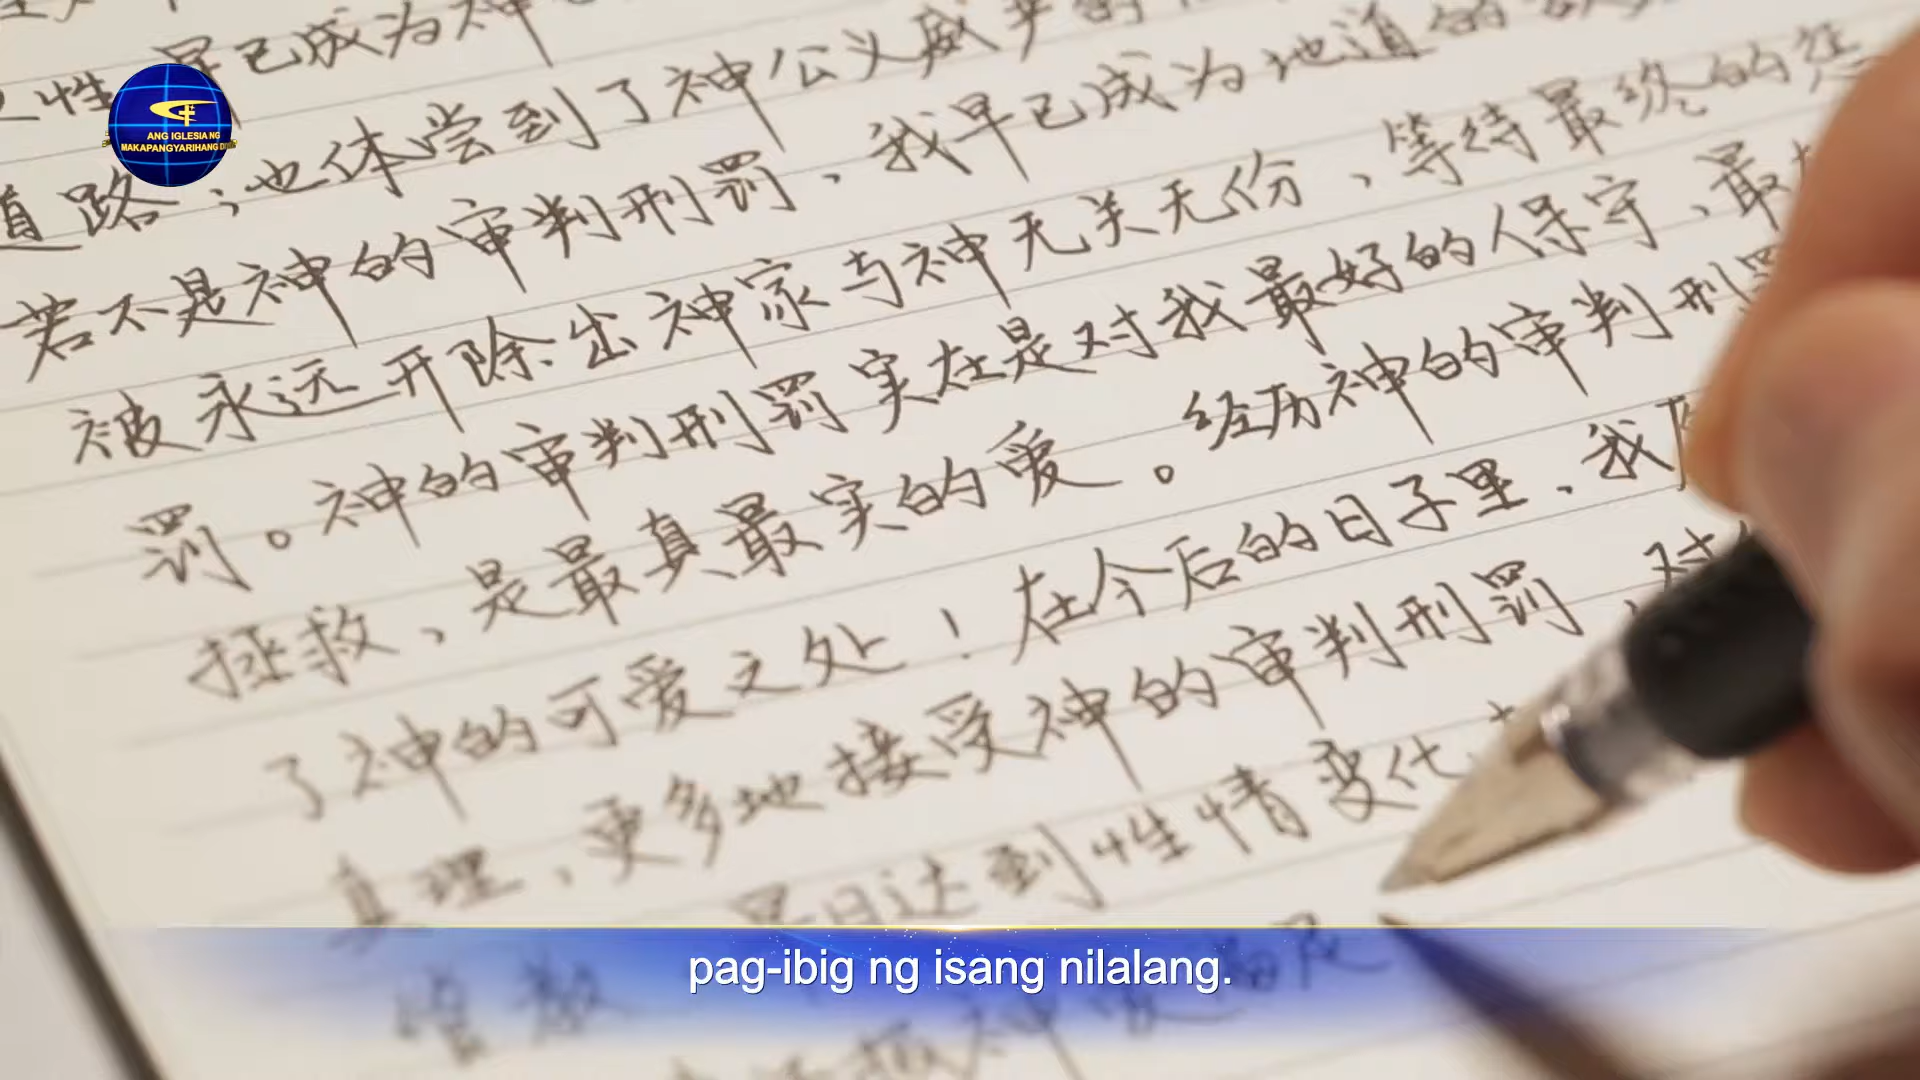 早已成为神
之性
ANG IGLESIA NG
MAKAPANGYARIHANG DIYOS
道路；也体尝到了神公义威严的
若不是神的审判刑罚、我早已成为地道的
被永远开除出神家与神无关无份、等待最终的惩
罚。神的审判刑罚实在是对我最好的保守、最
拯救、是最真最实的爱。经历神的审判刑罚
了神的可爱之处！在今后的日子里、我
真理、更多地接受神的审判刑罚、对
早日达到性情变化
pag-ibig ng isang nilalang.